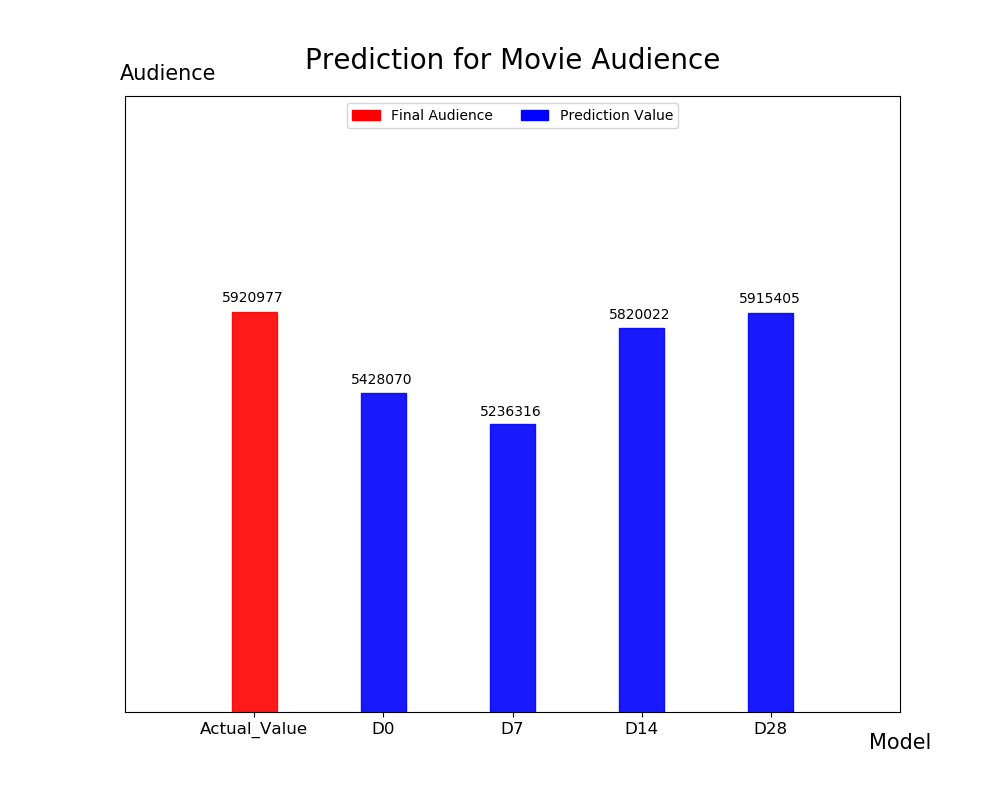 Prediction for Movie Audience
Audience
Final Audience
Prediction Value
5920977
5428070
5236316
5820022
5915405
Actual_Value
D0
D7
D14
D28
Model